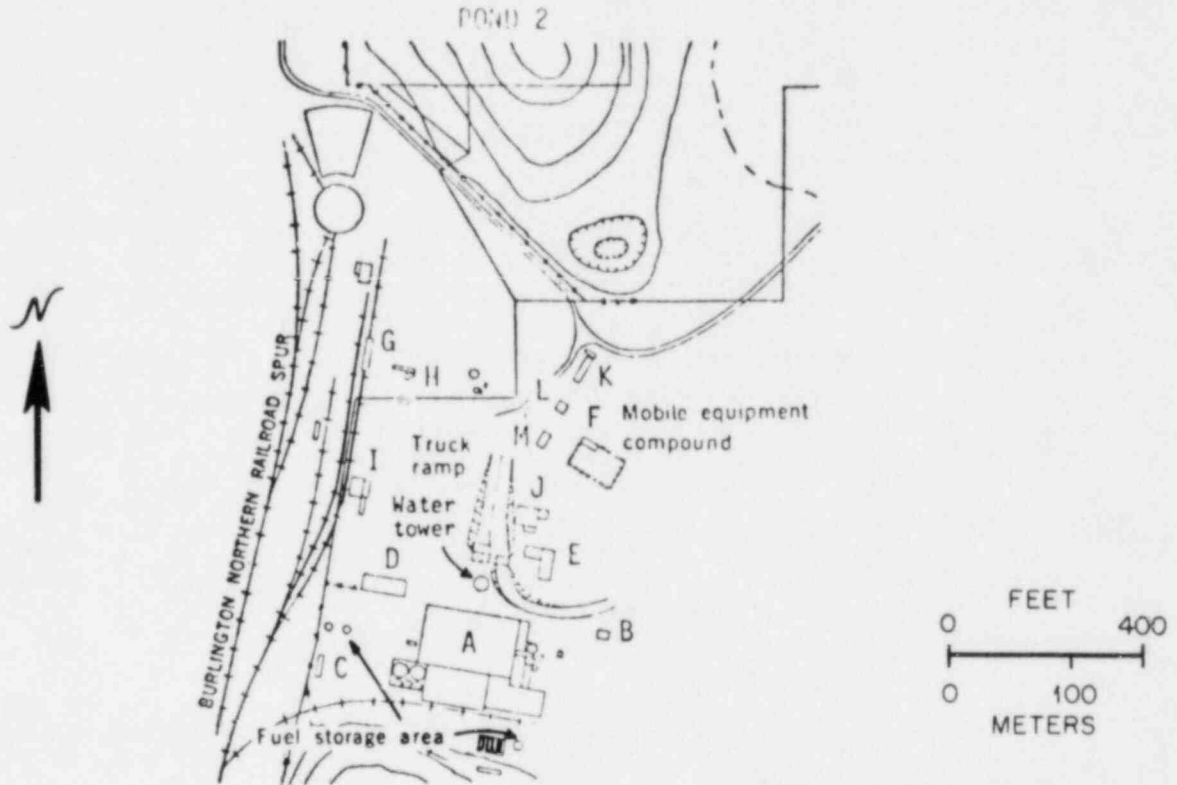 POND 2
N
BURLINGTON NORTHERN RAILROAD SPUR
G
H
K
L
F
Mobile equipment
compound
M
Truck
ramp
I
Water
tower
J
E
D
A
B
C
Fuel storage area
FEET
0 400
0 100
METERS